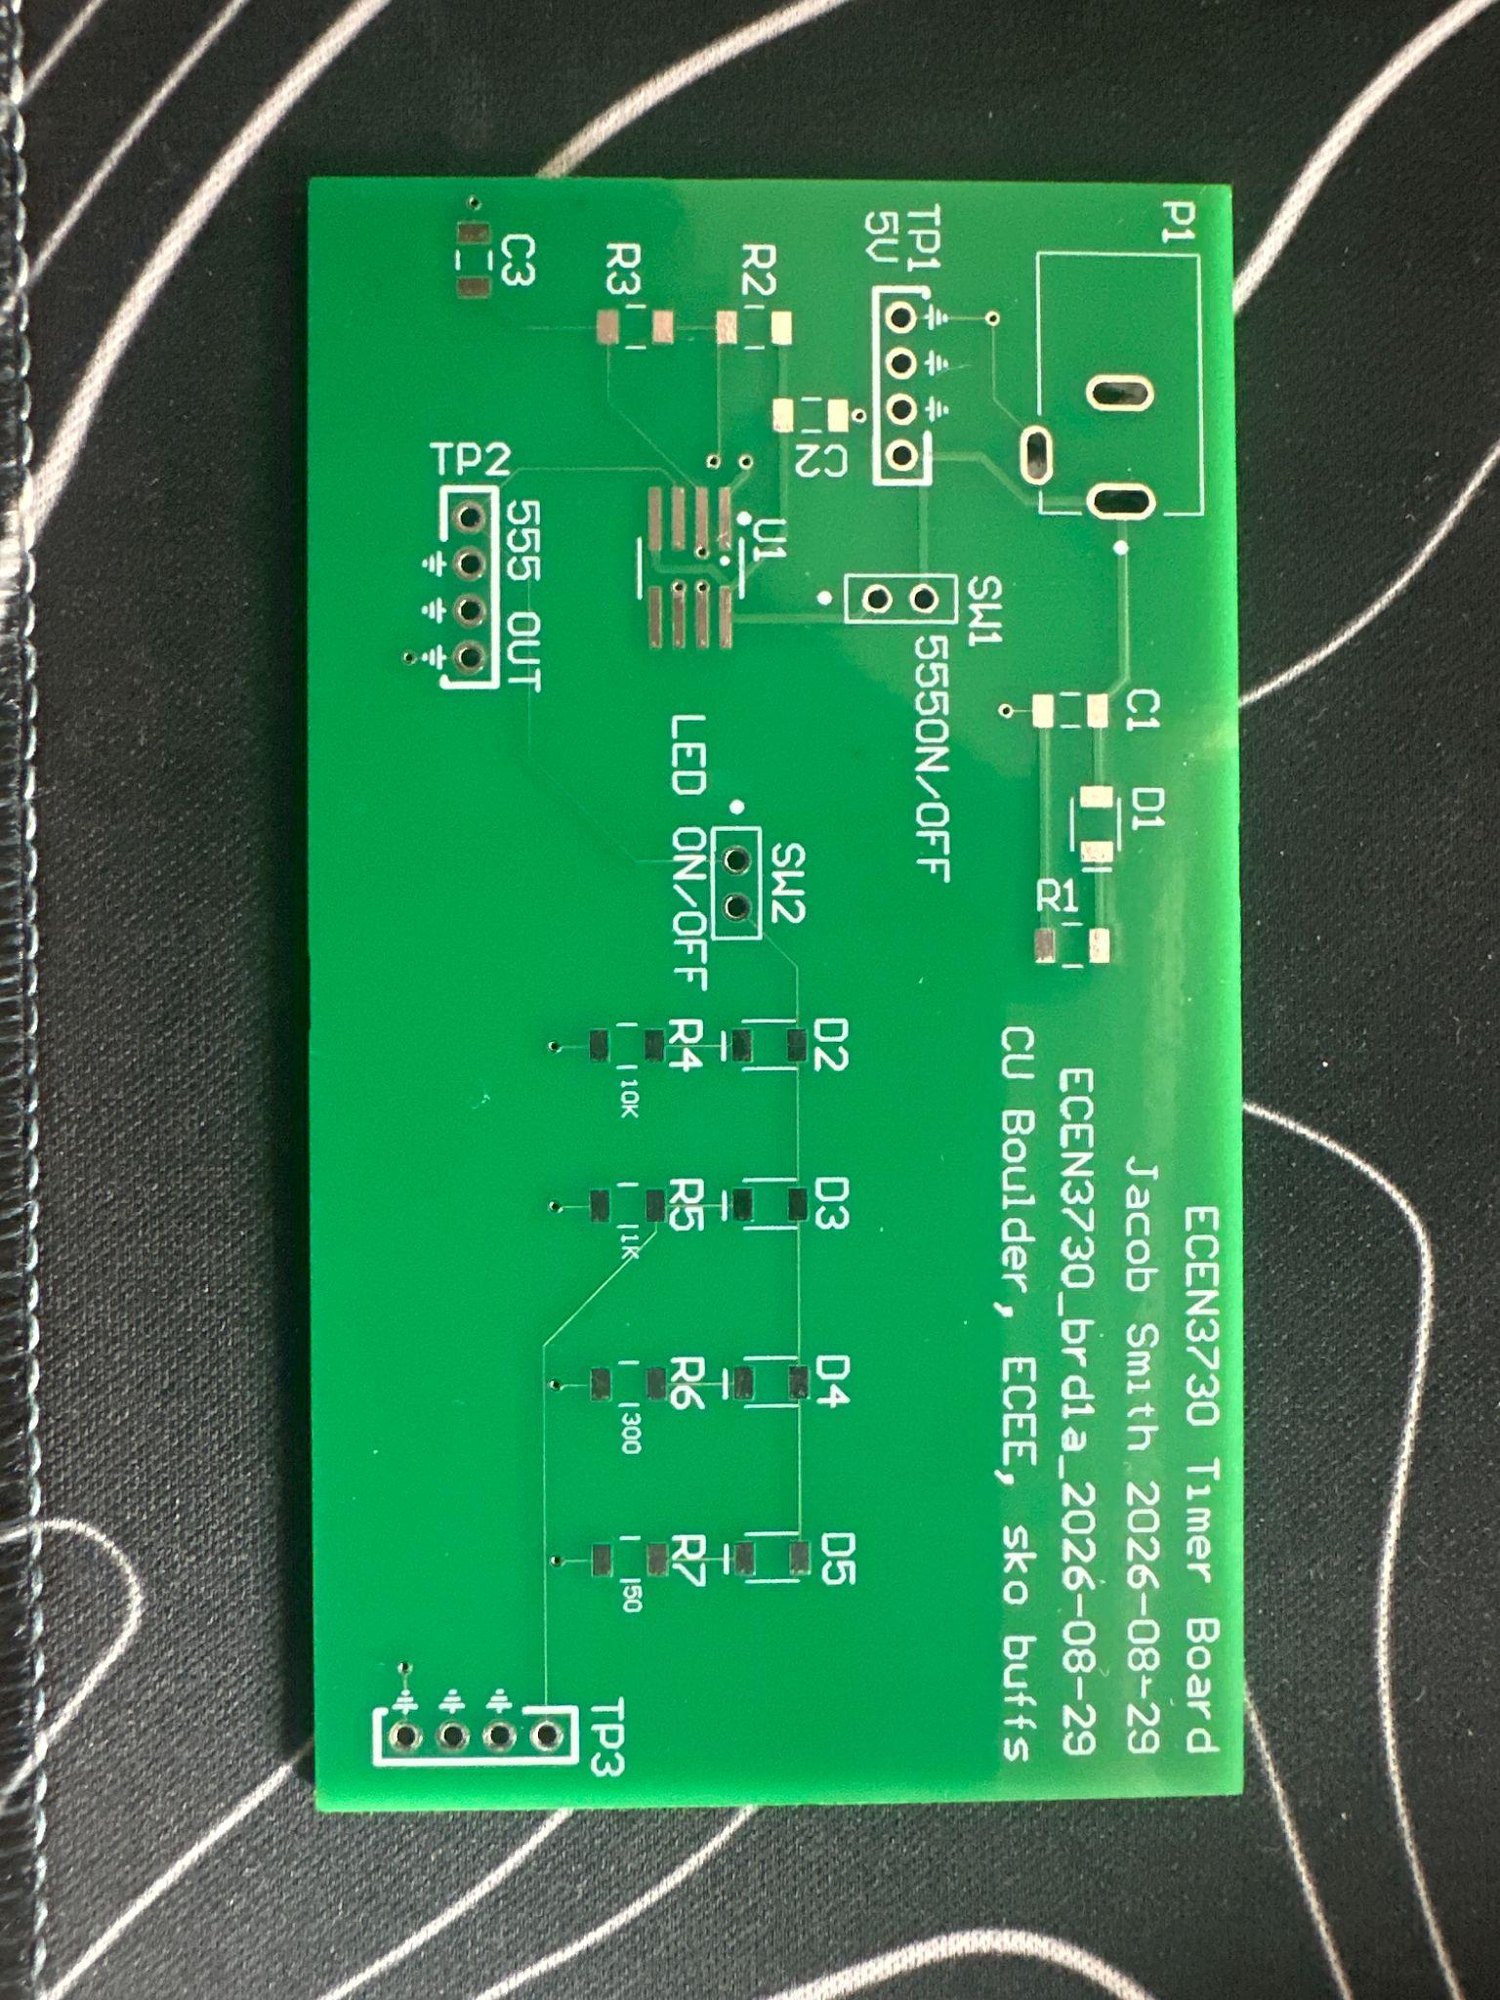 P1
ECEN3730 Timer Board
Jacob Smith 2026-08-29
ECEN3730_brd1a_2026-08-29
CU Boulder, ECEE, sko buffs
C1
D1
R1
TP1
5V
SW1
555ON/OFF
C2
R2
U1
R3
C3
SW2
LED ON/OFF
TP2
555 OUT
D2
D3
D4
D5
R4
R5
R6
R7
10K
1K
300
50
TP3